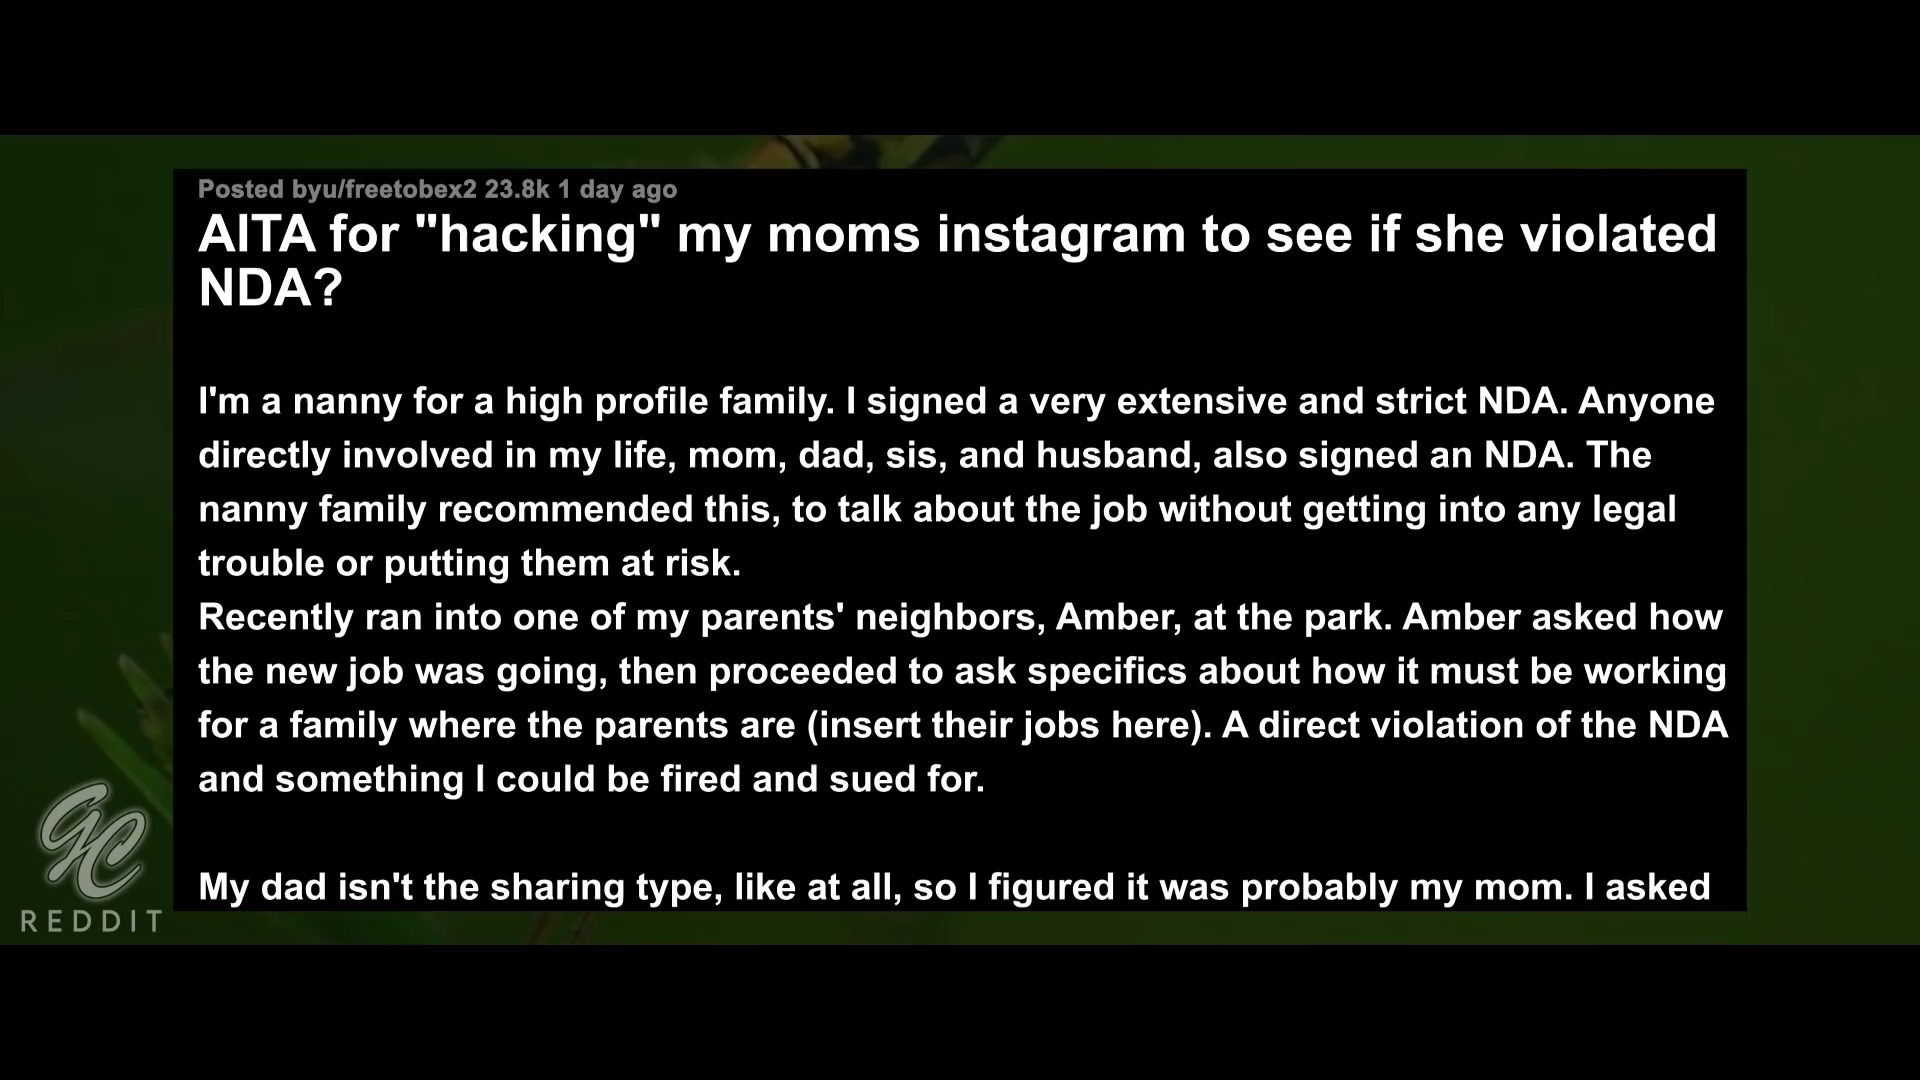 Posted byu/freetobex2 23.8k 1 day ago
AITA for "hacking" my moms instagram to see if she violated
NDA?
I'm a nanny for a high profile family. I signed a very extensive and strict NDA. Anyone
directly involved in my life, mom, dad, sis, and husband, also signed an NDA. The
nanny family recommended this, to talk about the job without getting into any legal
trouble or putting them at risk.
Recently ran into one of my parents' neighbors, Amber, at the park. Amber asked how
the new job was going, then proceeded to ask specifics about how it must be working
for a family where the parents are (insert their jobs here). A direct violation of the NDA
and something I could be fired and sued for.
My dad isn't the sharing type, like at all, so I figured it was probably my mom. I asked
GC
REDDIT